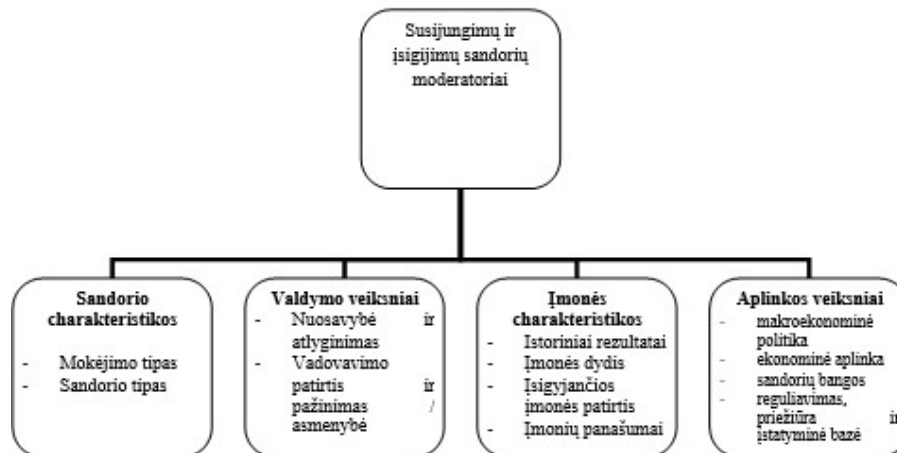 Susijungimų ir
įsigijimų sandorių
moderatoriai
Sandorio
charakteristikos
- Mokėjimo tipas
- Sandorio tipas
Valdymo veiksniai
- Nuosavybė ir
atlyginimas
- Vadovavimo
patirtis ir
pažinimas /
asmenybė
Įmonės
charakteristikos
- Istoriniai rezultatai
- Įmonės dydis
- Įsigyjančios
įmonės patirtis
- Įmonių panašumai
Aplinkos veiksniai
- makroekonominė
politika
- ekonominė aplinka
- sandorių bangos
- reguliavimas,
priežiūra ir
įstatyminė bazė